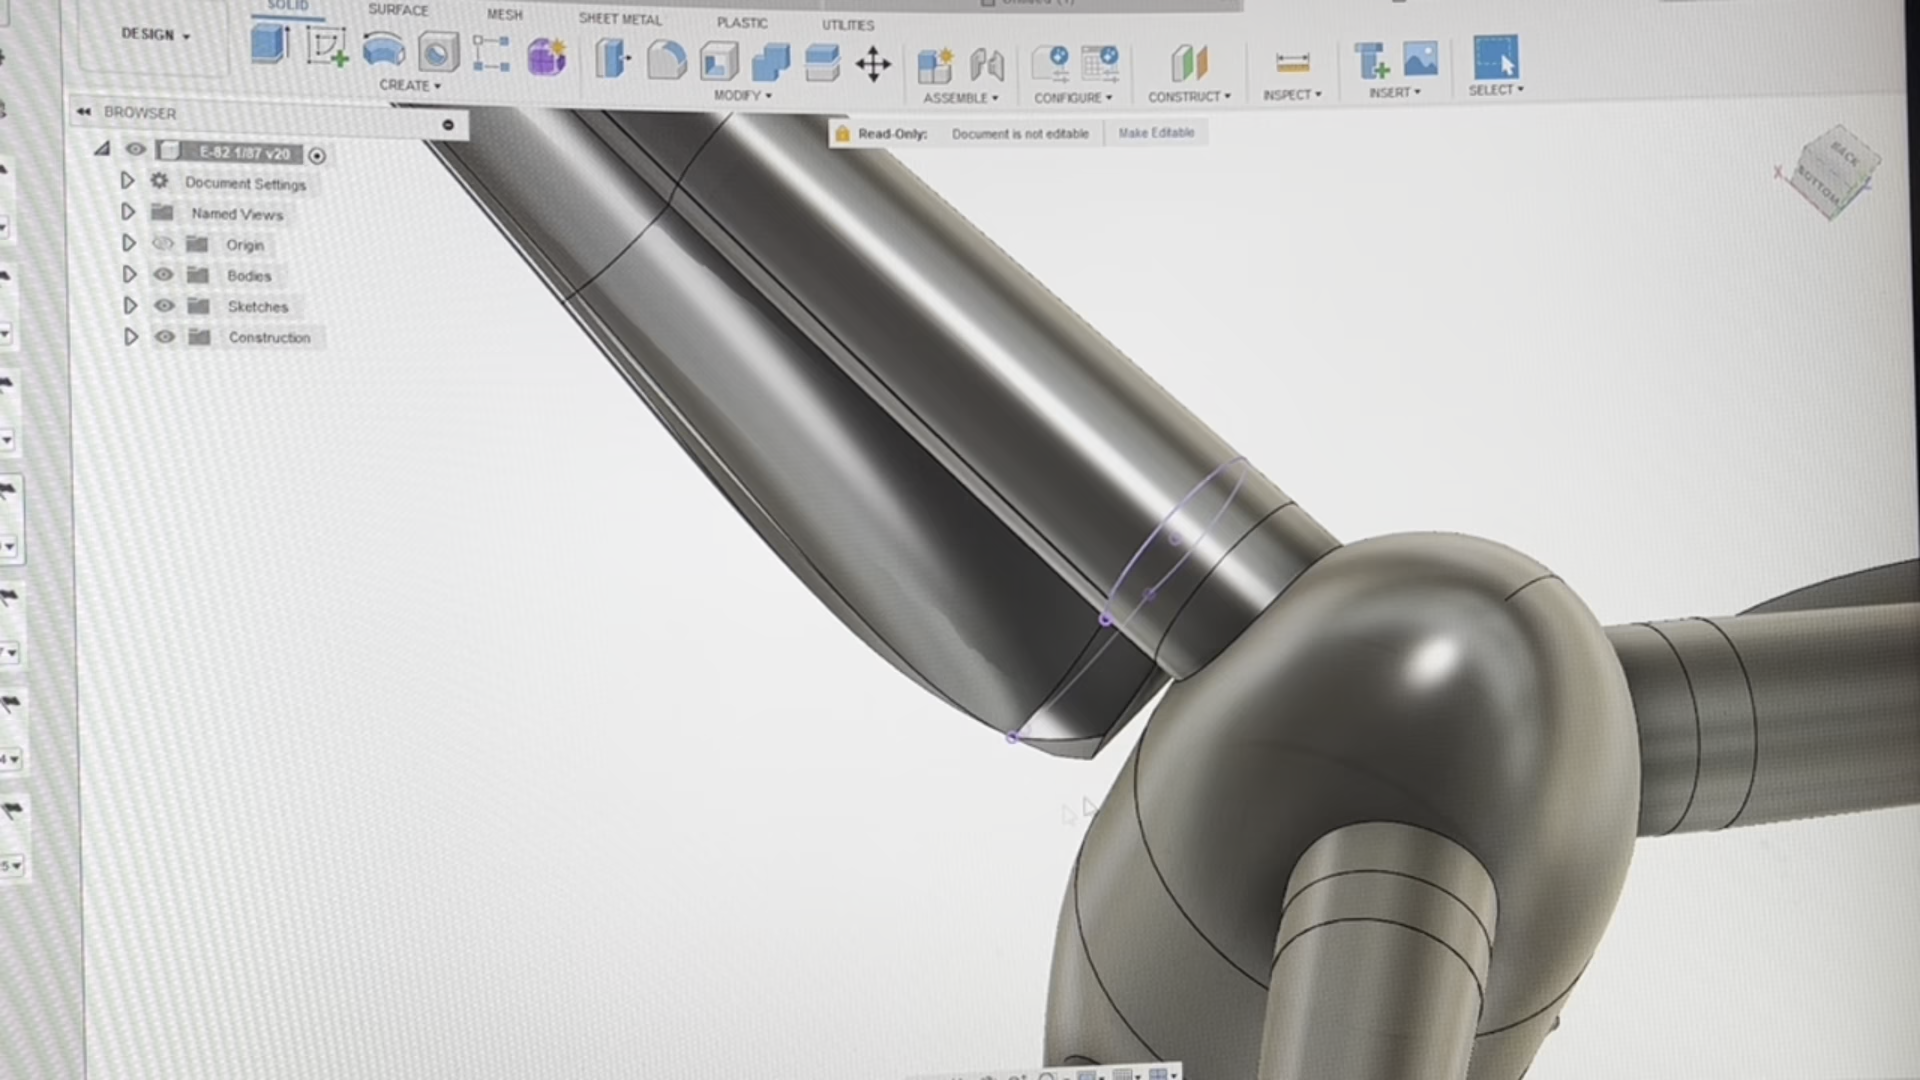 SOLID
SURFACE
MESH
SHEET METAL
PLASTIC
UTILITIES
DESIGN
CREATE
MODIFY
ASSEMBLE
CONFIGURE
CONSTRUCT
INSPECT
INSERT
SELECT
BROWSER
Read-Only: Document is not editable Make Editable
E-82 1/87 v20
Document Settings
Named Views
Origin
Bodies
Sketches
Construction
BACK
BOTTOM
X